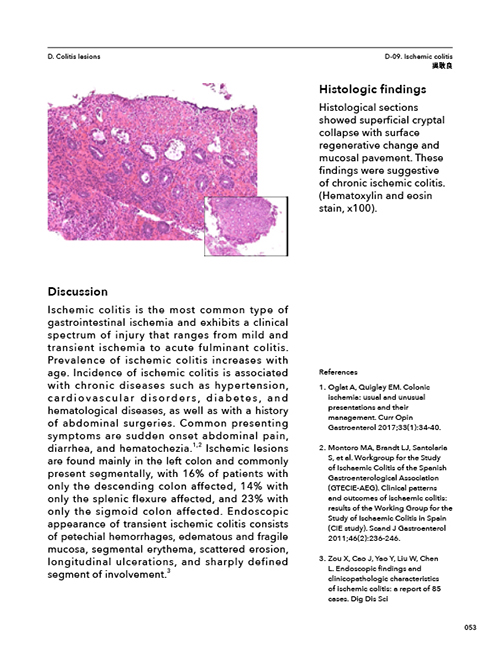 D. Colitis lesions
D-09. Ischemic colitis
馮敬良
Histologic findings
Histological sections
showed superficial cryptal
collapse with surface
regenerative change and
mucosal pavement. These
findings were suggestive
of chronic ischemic colitis.
(Hematoxylin and eosin
stain, x100).
Discussion
Ischemic colitis is the most common type of
gastrointestinal ischemia and exhibits a clinical
spectrum of injury that ranges from mild and
transient ischemia to acute fulminant colitis.
Prevalence of ischemic colitis increases with
age. Incidence of ischemic colitis is associated
with chronic diseases such as hypertension,
cardiovascular disorders, diabetes, and
hematological diseases, as well as with a history
of abdominal surgeries. Common presenting
symptoms are sudden onset abdominal pain,
diarrhea, and hematochezia.1,2 Ischemic lesions
are found mainly in the left colon and commonly
present segmentally, with 16% of patients with
only the descending colon affected, 14% with
only the splenic flexure affected, and 23% with
only the sigmoid colon affected. Endoscopic
appearance of transient ischemic colitis consists
of petechial hemorrhages, edematous and fragile
mucosa, segmental erythema, scattered erosion,
longitudinal ulcerations, and sharply defined
segment of involvement.3
References
1. Oglat A, Quigley EM. Colonic
ischemia: usual and unusual
presentations and their
management. Curr Opin
Gastroenterol 2017;33(1):34-40.
2. Montoro MA, Brandt LJ, Santolaria
S, et al. Workgroup for the Study
of Ischaemic Colitis of the Spanish
Gastroenterological Association
(GTECIE-AEG). Clinical patterns
and outcomes of ischaemic colitis:
results of the Working Group for the
Study of Ischaemic Colitis in Spain
(CIE study). Scand J Gastroenterol
2011;46(2):236-246.
3. Zou X, Cao J, Yao Y, Liu W, Chen
L. Endoscopic findings and
clinicopathologic characteristics
of ischemic colitis: a report of 85
cases. Dig Dis Sci
053